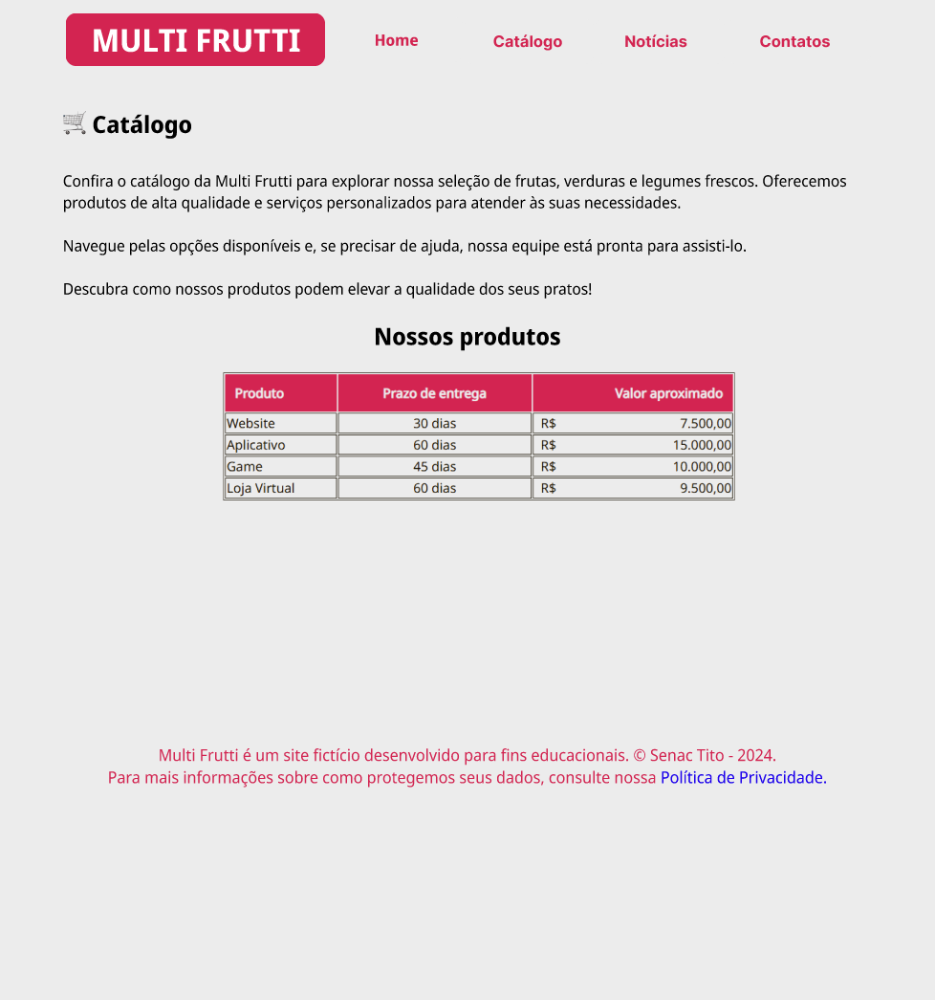 MULTI FRUTTI Home Catálogo Notícias Contatos
Catálogo
Confira o catálogo da Multi Frutti para explorar nossa seleção de frutas, verduras e legumes frescos. Oferecemos
produtos de alta qualidade e serviços personalizados para atender às suas necessidades.
Navegue pelas opções disponíveis e, se precisar de ajuda, nossa equipe está pronta para assisti-lo.
Descubra como nossos produtos podem elevar a qualidade dos seus pratos!
Nossos produtos
Produto Prazo de entrega Valor aproximado
Website 30 dias R$ 7.500,00
Aplicativo 60 dias R$ 15.000,00
Game 45 dias R$ 10.000,00
Loja Virtual 60 dias R$ 9.500,00
Multi Frutti é um site fictício desenvolvido para fins educacionais. © Senac Tito - 2024.
Para mais informações sobre como protegemos seus dados, consulte nossa Política de Privacidade.